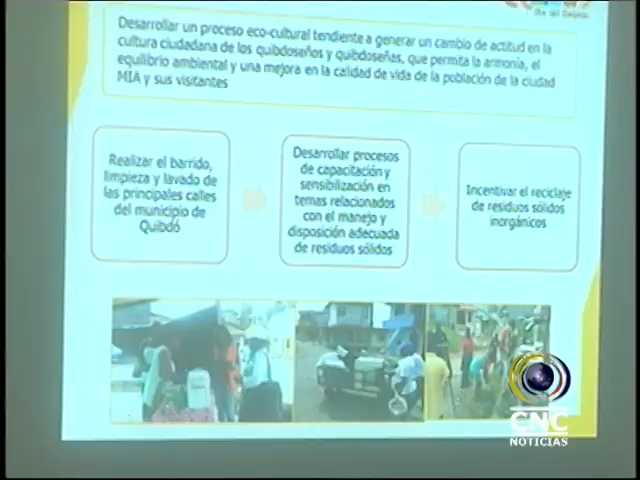 Desarrollar un proceso eco-cultural tendiente a generar un cambio de actitud en la
cultura ciudadana de los quibdoseños y quibdoseñas, que permita la armonía, el
equilibrio ambiental y una mejora en la calidad de vida de la población de la ciudad
MIA y sus visitantes
Realizar el barrido,
limpieza y lavado de
las principales calles
del municipio de
Quibdó
Desarrollar procesos
de capacitación y
sensibilización en
temas relacionados
con el manejo y
disposición adecuada
de residuos sólidos
Incentivar el reciclaje
de residuos sólidos
inorgánicos
CNC
NOTICIAS